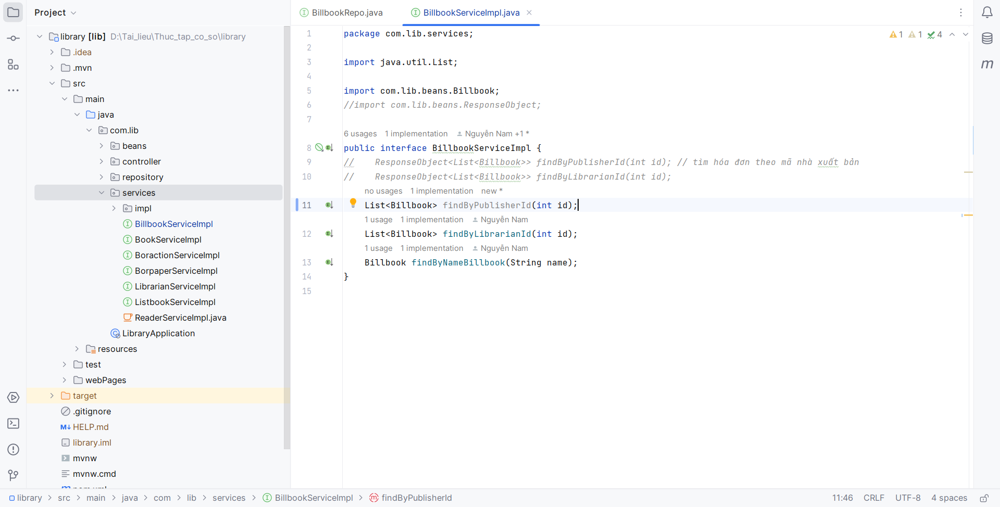 Project
library [lib] D:\Tai_lieu\Thuc_tap_co_so\library
.idea
.mvn
src
main
java
com.lib
beans
controller
repository
services
impl
BillbookServiceImpl
BookServiceImpl
BoractionServiceImpl
BorpaperServiceImpl
LibrarianServiceImpl
ListbookServiceImpl
ReaderServiceImpl.java
LibraryApplication
resources
test
webPages
target
.gitignore
HELP.md
library.iml
mvnw
mvnw.cmd
BillbookRepo.java
BillbookServiceImpl.java
1 1 4
1 package com.lib.services;
2
3 import java.util.List;
4
5 import com.lib.beans.Billbook;
6 //import com.lib.beans.ResponseObject;
7
6 usages 1 implementation Nguyễn Nam +1 *
8 public interface BillbookServiceImpl {
9 // ResponseObject<List<Billbook>> findByPublisherId(int id); // tìm hóa đơn theo mã nhà xuất bản
10 // ResponseObject<List<Billbook>> findByLibrarianId(int id);
no usages 1 implementation new *
11 List<Billbook> findByPublisherId(int id);
1 usage 1 implementation Nguyễn Nam
12 List<Billbook> findByLibrarianId(int id);
1 usage 1 implementation Nguyễn Nam
13 Billbook findByNameBillbook(String name);
14 }
15
library > src > main > java > com > lib > services > BillbookServiceImpl > findByPublisherId
11:46 CRLF UTF-8 4 spaces